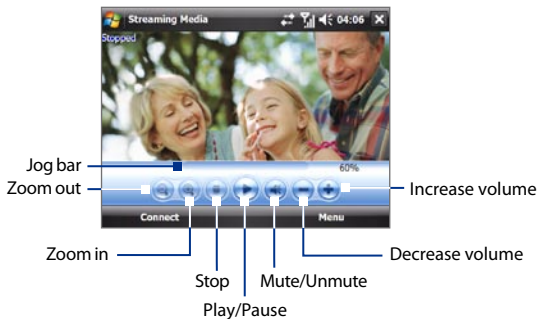 Streaming Media 04:06
Stopped
Jog bar
60%
Zoom out
Increase volume
Connect Menu
Zoom in
Decrease volume
Stop
Mute/Unmute
Play/Pause